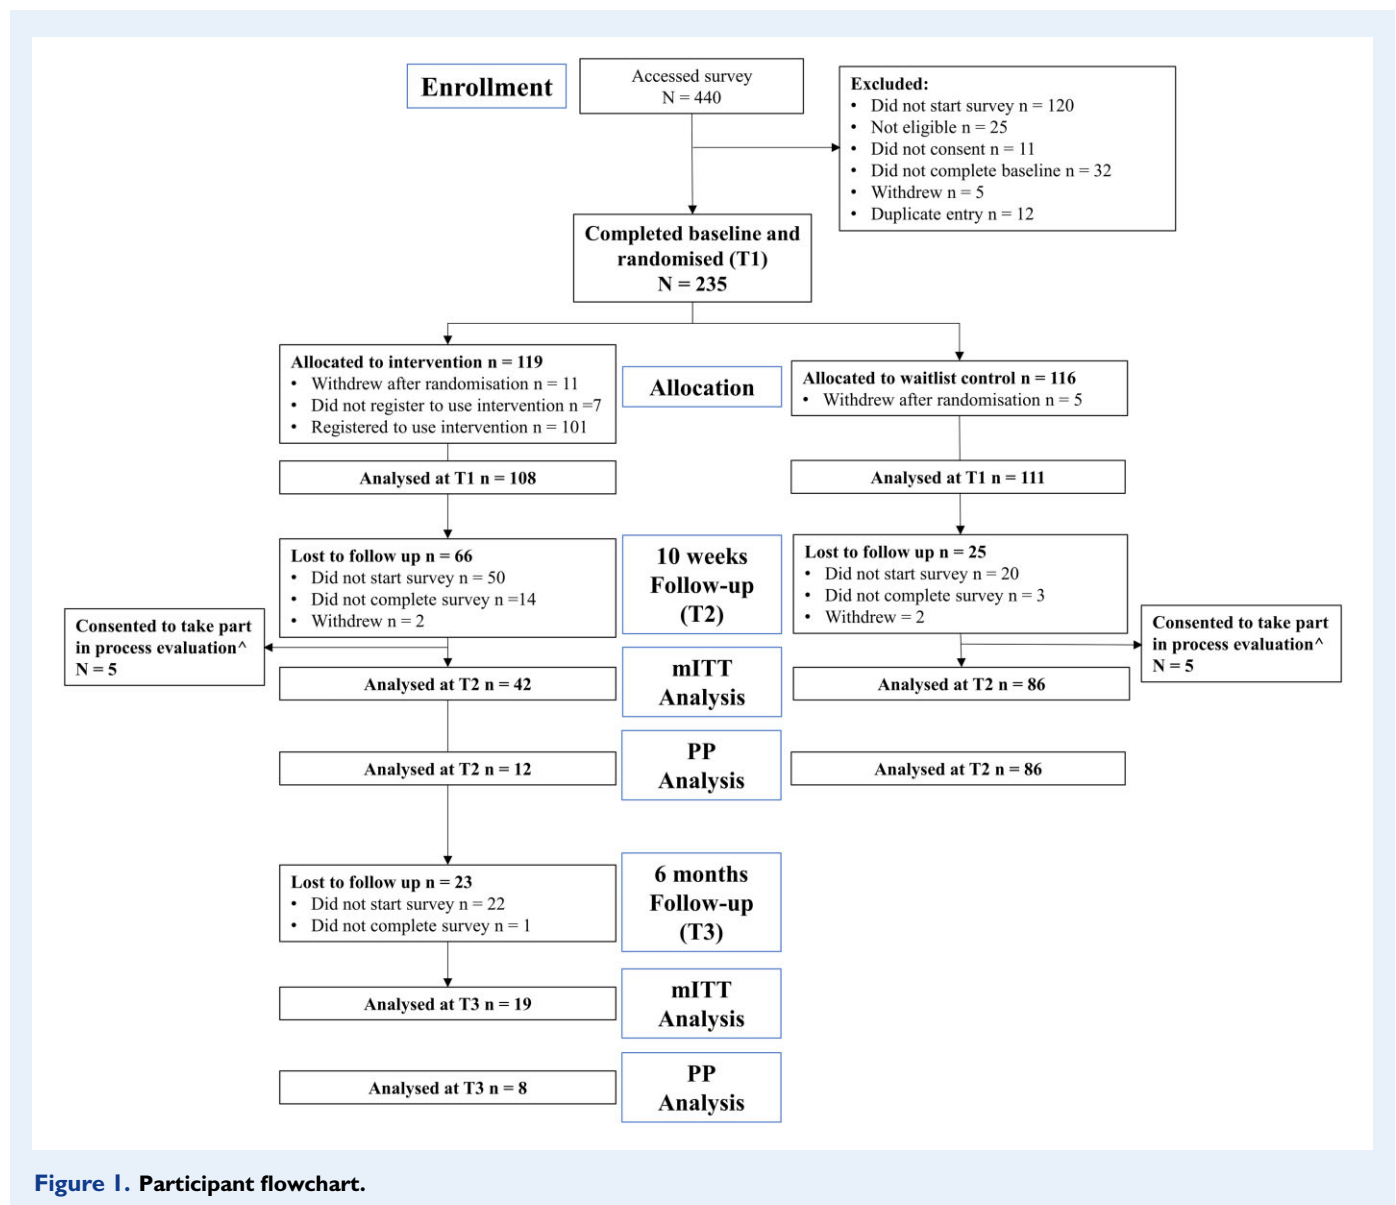 Enrollment
Accessed survey
N = 440
Excluded:
• Did not start survey n = 120
• Not eligible n = 25
• Did not consent n = 11
• Did not complete baseline n = 32
• Withdrew n = 5
• Duplicate entry n = 12
Completed baseline and
randomised (T1)
N = 235
Allocated to intervention n = 119
• Withdrew after randomisation n = 11
• Did not register to use intervention n =7
• Registered to use intervention n = 101
Allocation
Allocated to waitlist control n = 116
• Withdrew after randomisation n = 5
Analysed at T1 n = 108
Analysed at T1 n = 111
Lost to follow up n = 66
• Did not start survey n = 50
• Did not complete survey n =14
• Withdrew n = 2
10 weeks
Follow-up
(T2)
Lost to follow up n = 25
• Did not start survey n = 20
• Did not complete survey n = 3
• Withdrew = 2
Consented to take part
in process evaluation^
N = 5
Consented to take part
in process evaluation^
N = 5
Analysed at T2 n = 42
mITT
Analysis
Analysed at T2 n = 86
Analysed at T2 n = 12
PP
Analysis
Analysed at T2 n = 86
Lost to follow up n = 23
• Did not start survey n = 22
• Did not complete survey n = 1
6 months
Follow-up
(T3)
Analysed at T3 n = 19
mITT
Analysis
Analysed at T3 n = 8
PP
Analysis
Figure 1. Participant flowchart.